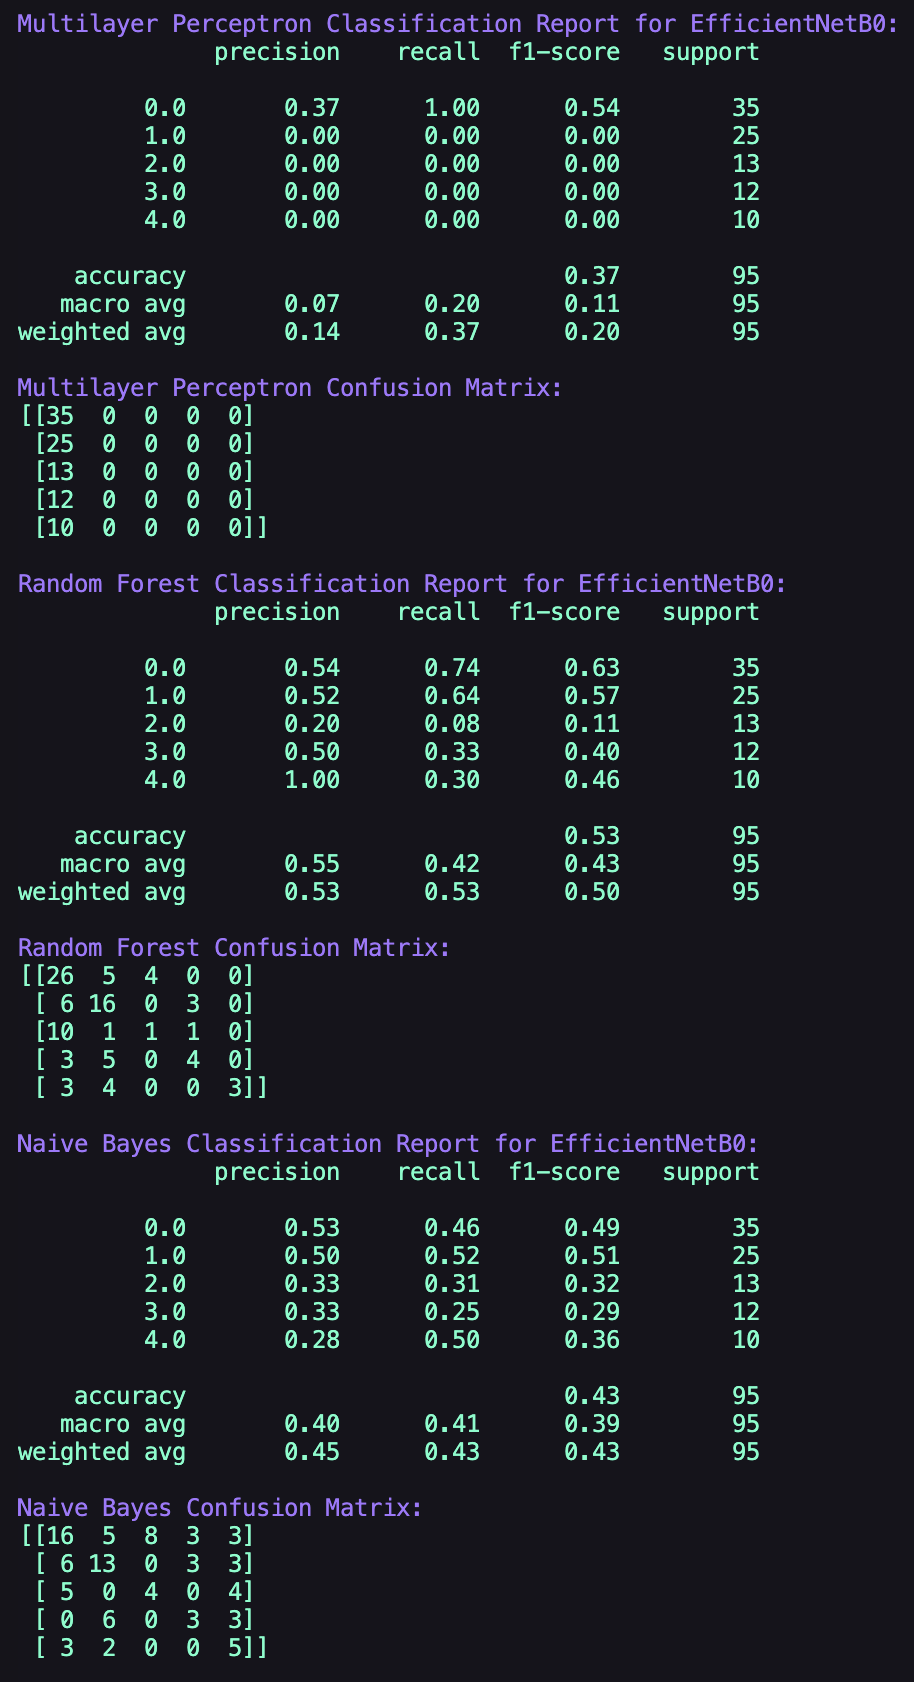 Multilayer Perceptron Classification Report for EfficientNetB0:
              precision    recall  f1-score   support

         0.0       0.37      1.00      0.54        35
         1.0       0.00      0.00      0.00        25
         2.0       0.00      0.00      0.00        13
         3.0       0.00      0.00      0.00        12
         4.0       0.00      0.00      0.00        10

    accuracy                           0.37        95
   macro avg       0.07      0.20      0.11        95
weighted avg       0.14      0.37      0.20        95

Multilayer Perceptron Confusion Matrix:
[[35  0  0  0  0]
 [25  0  0  0  0]
 [13  0  0  0  0]
 [12  0  0  0  0]
 [10  0  0  0  0]]

Random Forest Classification Report for EfficientNetB0:
              precision    recall  f1-score   support

         0.0       0.54      0.74      0.63        35
         1.0       0.52      0.64      0.57        25
         2.0       0.20      0.08      0.11        13
         3.0       0.50      0.33      0.40        12
         4.0       1.00      0.30      0.46        10

    accuracy                           0.53        95
   macro avg       0.55      0.42      0.43        95
weighted avg       0.53      0.53      0.50        95

Random Forest Confusion Matrix:
[[26  5  4  0  0]
 [ 6 16  0  3  0]
 [10  1  1  1  0]
 [ 3  5  0  4  0]
 [ 3  4  0  0  3]]

Naive Bayes Classification Report for EfficientNetB0:
              precision    recall  f1-score   support

         0.0       0.53      0.46      0.49        35
         1.0       0.50      0.52      0.51        25
         2.0       0.33      0.31      0.32        13
         3.0       0.33      0.25      0.29        12
         4.0       0.28      0.50      0.36        10

    accuracy                           0.43        95
   macro avg       0.40      0.41      0.39        95
weighted avg       0.45      0.43      0.43        95

Naive Bayes Confusion Matrix:
[[16  5  8  3  3]
 [ 6 13  0  3  3]
 [ 5  0  4  0  4]
 [ 0  6  0  3  3]
 [ 3  2  0  0  5]]